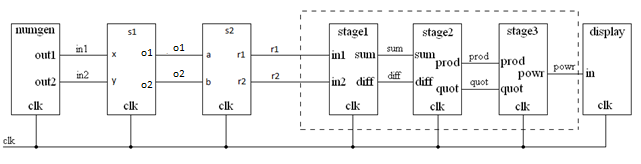 numgen s1 s2 stage1 stage2 stage3 display
out1 in1 x o1 o1 a r1 r1 in1 sum sum sum prod prod prod powr powr in
out2 in2 y o2 o2 b r2 r2 in2 diff diff diff quot quot quot
clk clk clk clk clk clk clk
clk